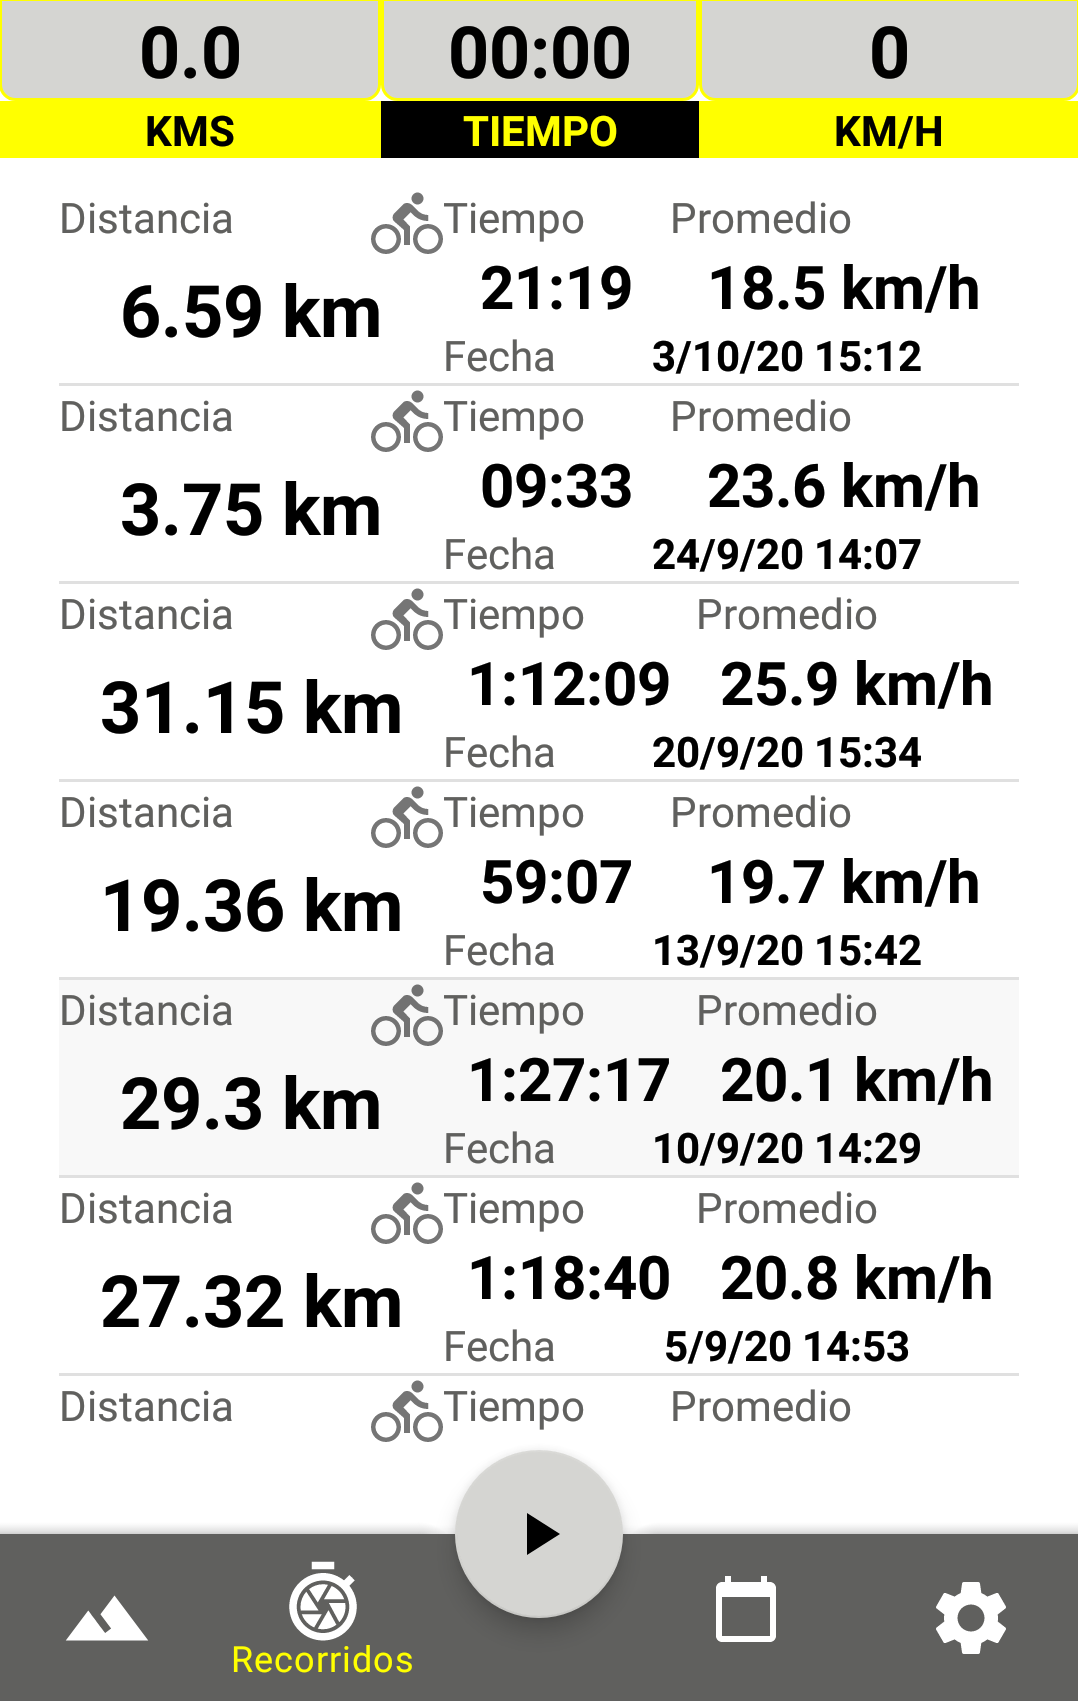 0.0 00:00 0
KMS TIEMPO KM/H
Distancia Tiempo Promedio
6.59 km 21:19 18.5 km/h
Fecha 3/10/20 15:12
Distancia Tiempo Promedio
3.75 km 09:33 23.6 km/h
Fecha 24/9/20 14:07
Distancia Tiempo Promedio
31.15 km 1:12:09 25.9 km/h
Fecha 20/9/20 15:34
Distancia Tiempo Promedio
19.36 km 59:07 19.7 km/h
Fecha 13/9/20 15:42
Distancia Tiempo Promedio
29.3 km 1:27:17 20.1 km/h
Fecha 10/9/20 14:29
Distancia Tiempo Promedio
27.32 km 1:18:40 20.8 km/h
Fecha 5/9/20 14:53
Distancia Tiempo Promedio
Recorridos